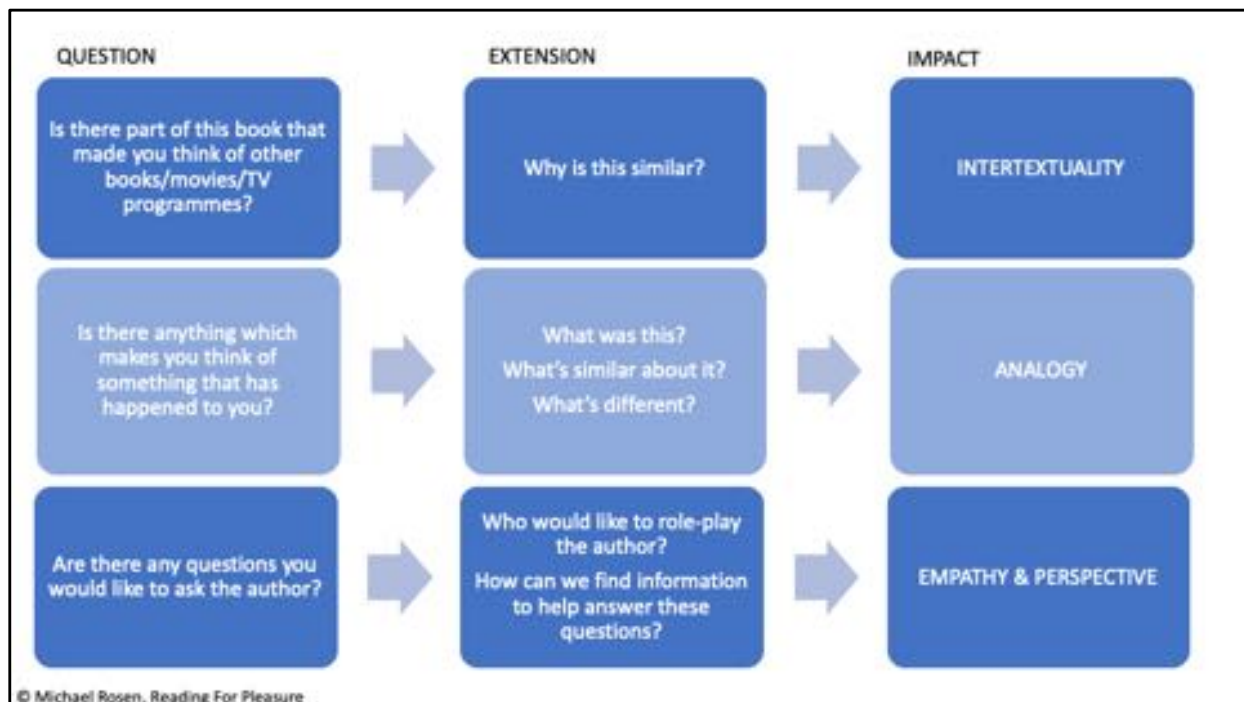 QUESTION
EXTENSION
IMPACT
Is there part of this book that
made you think of other
books/movies/TV
programmes?
Why is this similar?
INTERTEXTUALITY
Is there anything which
makes you think of
something that has
happened to you?
What was this?
What's similar about it?
What's different?
ANALOGY
Are there any questions you
would like to ask the author?
Who would like to role-play
the author?
How can we find information
to help answer these
questions?
EMPATHY & PERSPECTIVE
© Michael Rosen, Reading For Pleasure